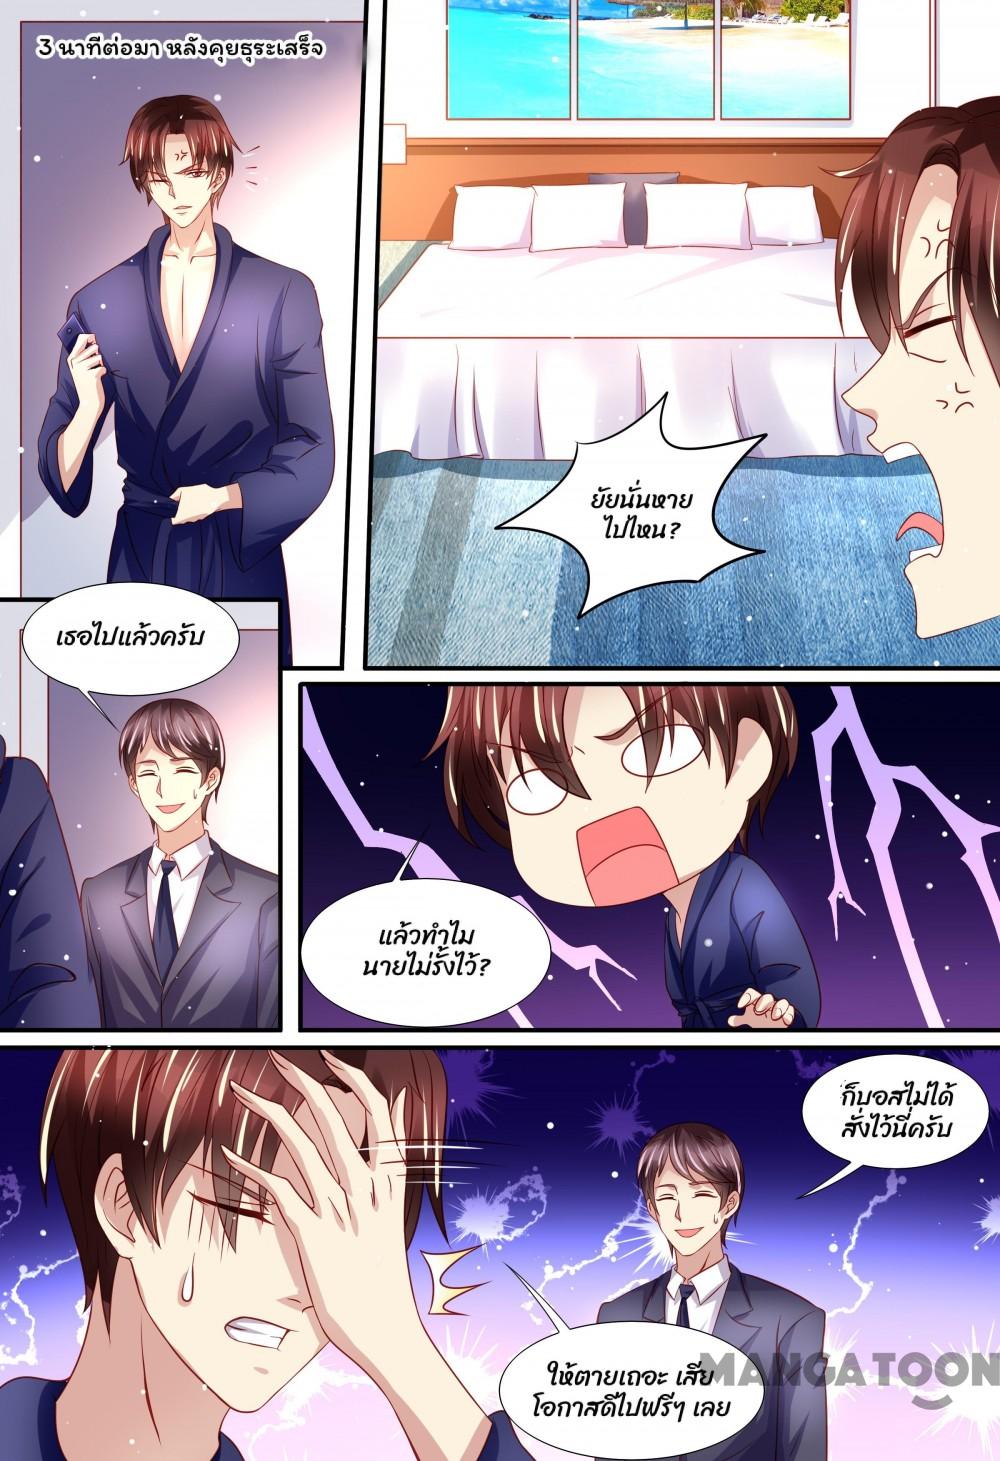 3 นาทีต่อมา หลังคุยธุระเสร็จ
ยัยนั่นหาย
ไปไหน?
เธอไปแล้วครับ
แล้วทำไม
นายไม่รั้งไว้?
ก็บอสไม่ได้
สั่งไว้นี่ครับ
ให้ตายเถอะ เสีย
โอกาสดีไปฟรีๆ เลย
MANGATOON